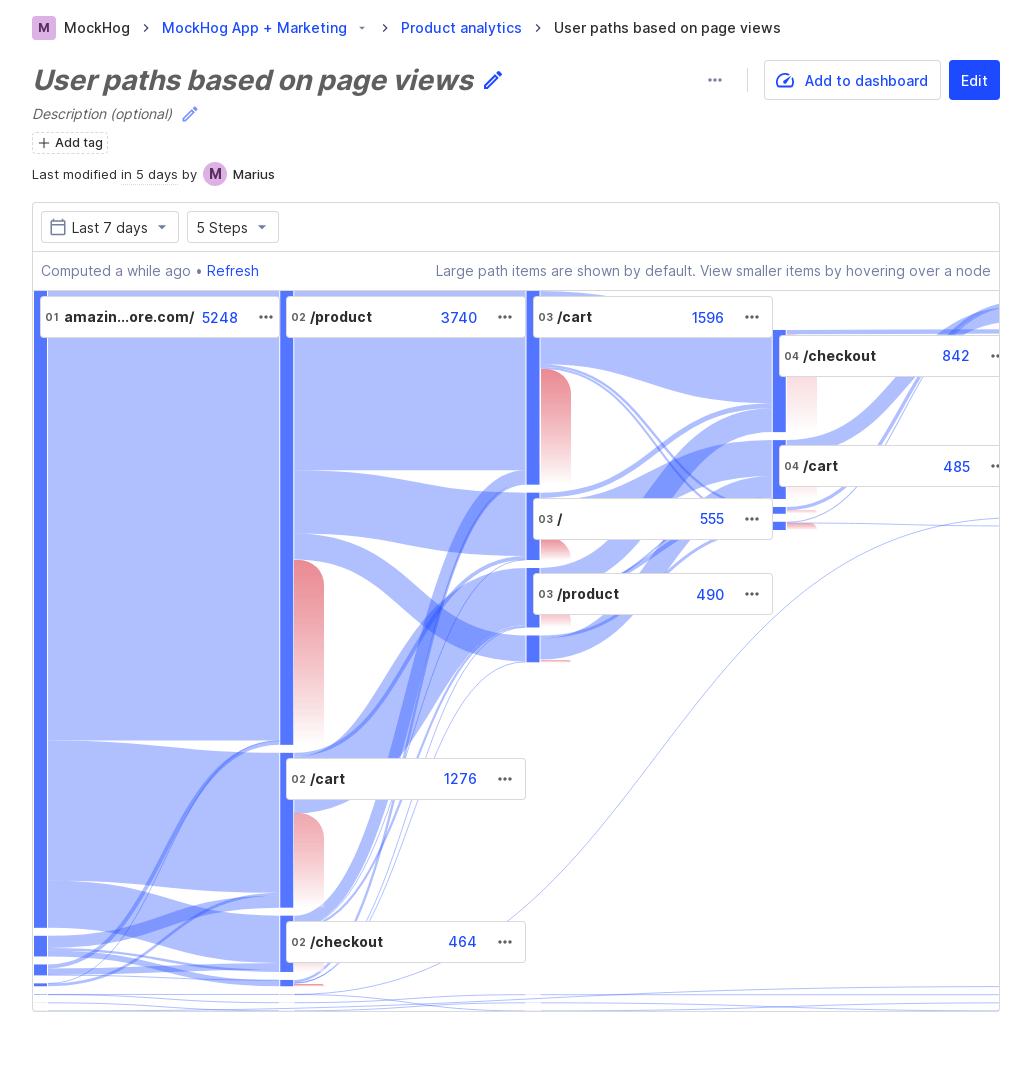 M MockHog > MockHog App + Marketing > Product analytics > User paths based on page views
User paths based on page views
Add to dashboard
Edit
Description (optional)
Add tag
Last modified in 5 days by M Marius
Last 7 days
5 Steps
Computed a while ago • Refresh
Large path items are shown by default. View smaller items by hovering over a node
01 amazin...ore.com/ 5248
02 /product 3740
03 /cart 1596
04 /checkout 842
04 /cart 485
03 / 555
03 /product 490
02 /cart 1276
02 /checkout 464